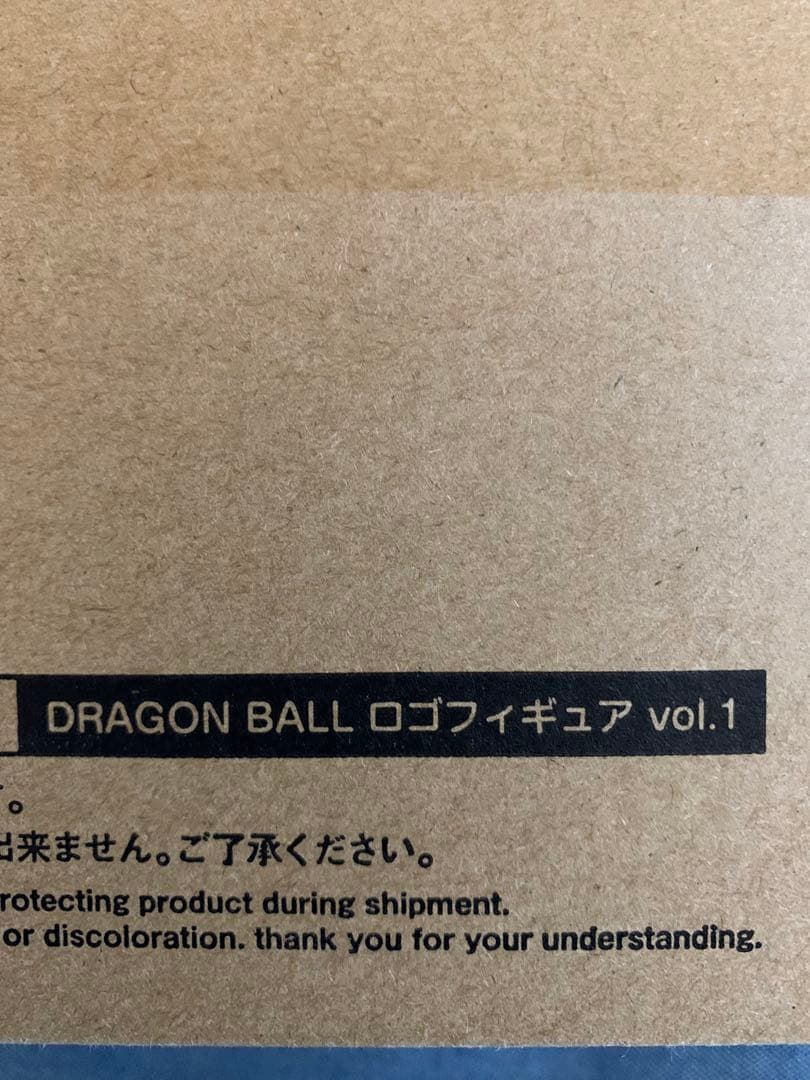 DRAGON BALL ロゴフィギュア vol.1
。
出来ません。ご了承ください。
rotecting product during shipment.
or discoloration. thank you for your understanding.